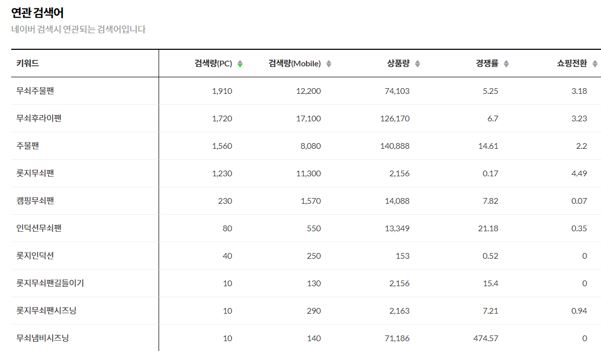 연관 검색어
네이버 검색시 연관되는 검색어입니다
키워드 검색량(PC) 검색량(Mobile) 상품량 경쟁률 쇼핑전환
무쇠주물팬 1,910 12,200 74,103 5.25 3.18
무쇠후라이팬 1,720 17,100 126,170 6.7 3.23
주물팬 1,560 8,080 140,888 14.61 2.2
롯지무쇠팬 1,230 11,300 2,156 0.17 4.49
캠핑무쇠팬 230 1,570 14,088 7.82 0.07
인덕션무쇠팬 80 550 13,349 21.18 0.35
롯지인덕션 40 250 153 0.52 0
롯지무쇠팬길들이기 10 130 2,156 15.4 0
롯지무쇠팬시즈닝 10 290 2,163 7.21 0.94
무쇠냄비시즈닝 10 140 71,186 474.57 0